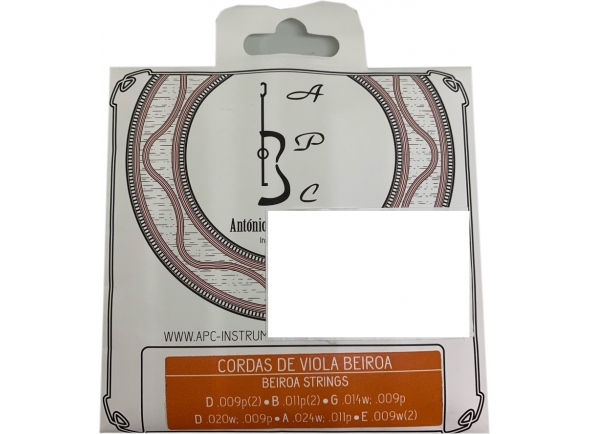 A
P
C
António
WWW.APC-INSTRUM
CORDAS DE VIOLA BEIROA
BEIROA STRINGS
D .009p(2) • B .011p(2) • G .014w; .009p
D .020w; .009p • A .024w; .011p • E .009w(2)